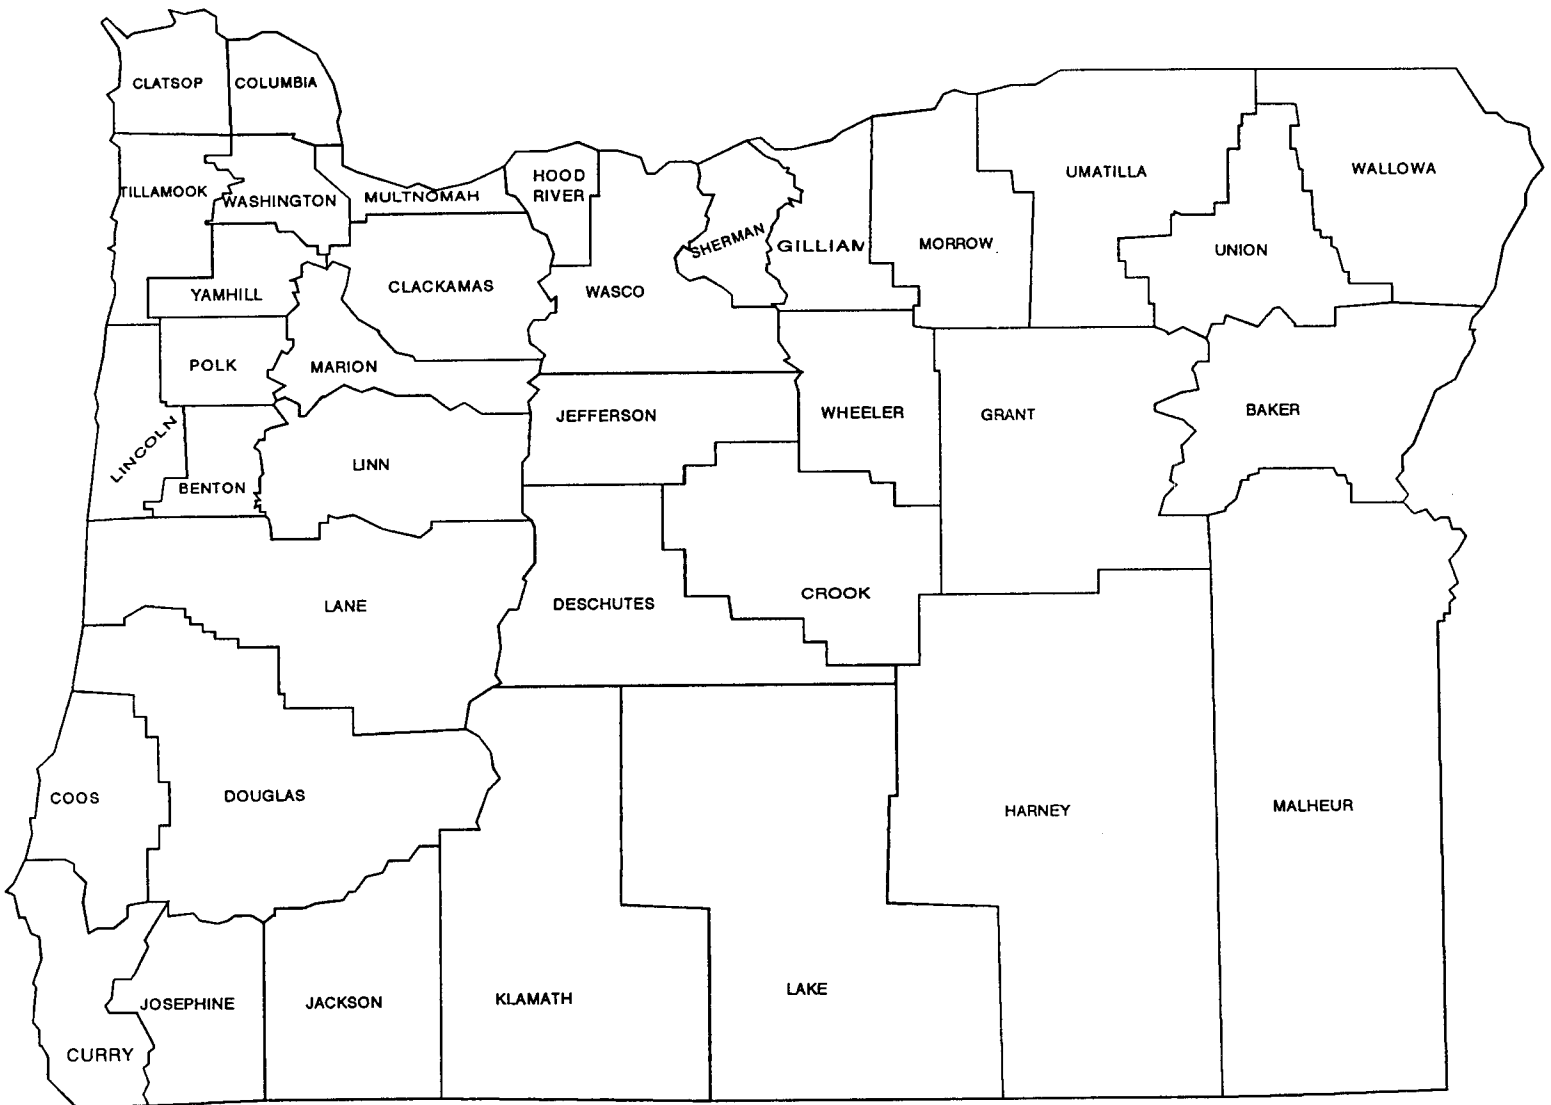 CLATSOP
COLUMBIA
TILLAMOOK
WASHINGTON
MULTNOMAH
HOOD
RIVER
SHERMAN
GILLIAM
MORROW
UMATILLA
UNION
WALLOWA
YAMHILL
CLACKAMAS
WASCO
POLK
MARION
JEFFERSON
WHEELER
GRANT
BAKER
LINCOLN
BENTON
LINN
LANE
DESCHUTES
CROOK
COOS
DOUGLAS
HARNEY
MALHEUR
CURRY
JOSEPHINE
JACKSON
KLAMATH
LAKE